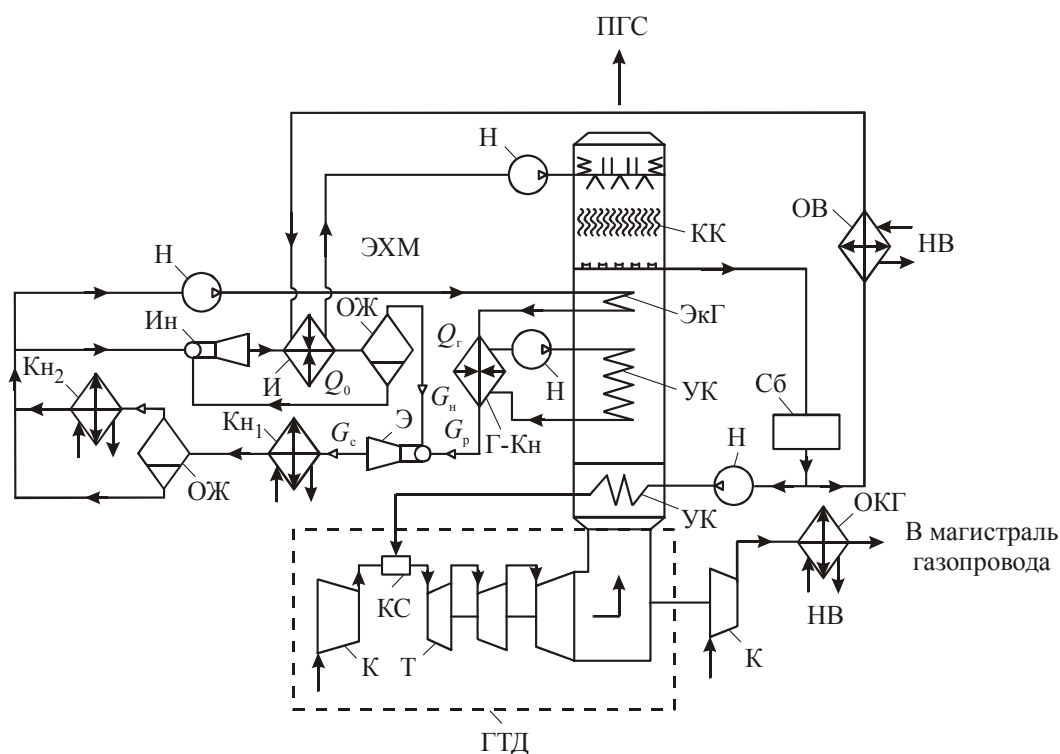 ПГС
Н
ОВ
НВ
КК
ЭХМ
Н
ОЖ
ЭкГ
Ин
Qг
Кн2
И
Q0
Н
УК
Сб
Gн
Кн1
Э
Gс
Gр
Г-Кн
Н
ОЖ
УК
ОКГ
В магистраль
газопровода
КС
НВ
К
Т
К
ГТД